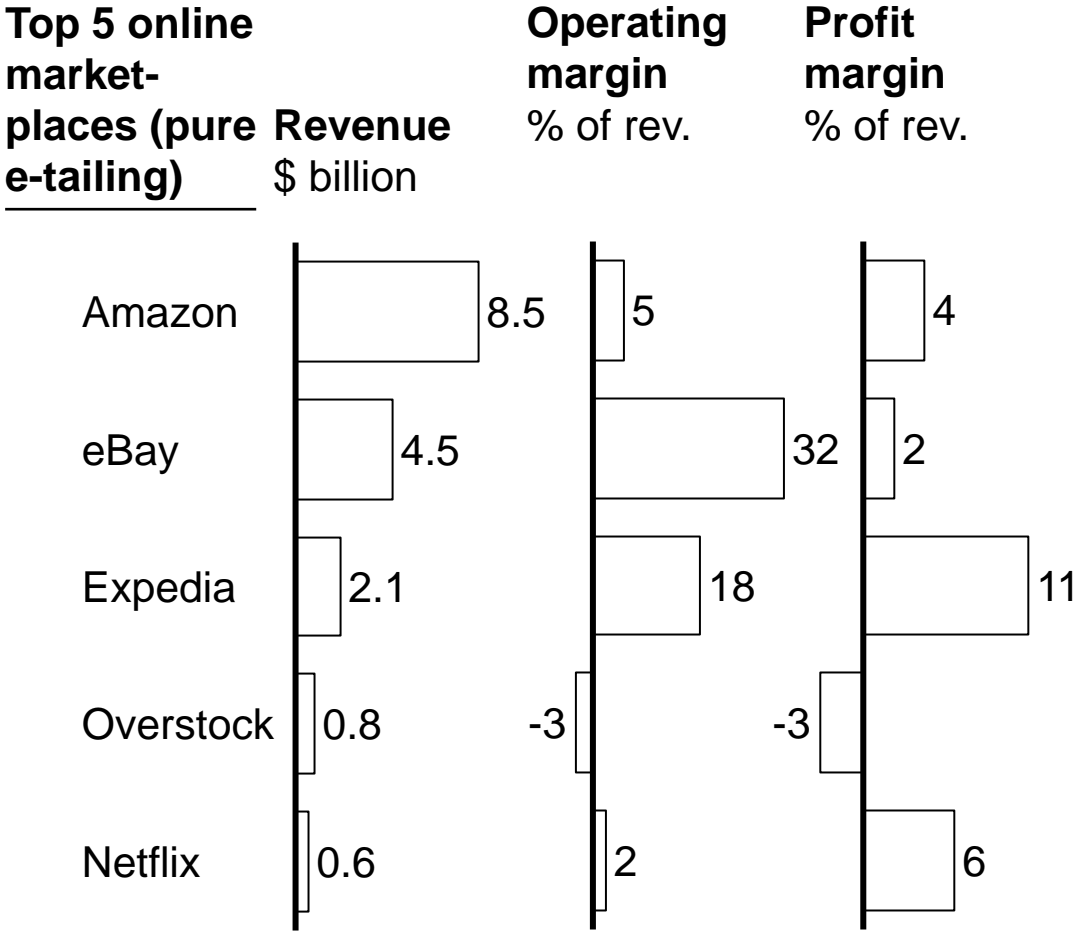 Top 5 online
market-
places (pure
e-tailing)
Revenue
$ billion
Operating
margin
% of rev.
Profit
margin
% of rev.
Amazon 8.5 5 4
eBay 4.5 32 2
Expedia 2.1 18 11
Overstock 0.8 -3 -3
Netflix 0.6 2 6